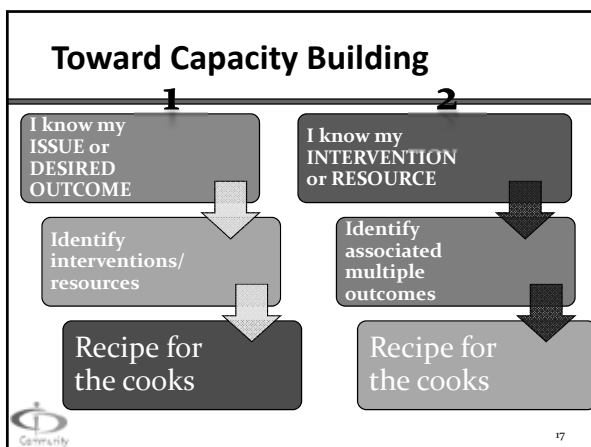 Toward Capacity Building
1
I know my
ISSUE or
DESIRED
OUTCOME
Identify
interventions/
resources
Recipe for
the cooks
2
I know my
INTERVENTION
or RESOURCE
Identify
associated
multiple
outcomes
Recipe for
the cooks
Community
17